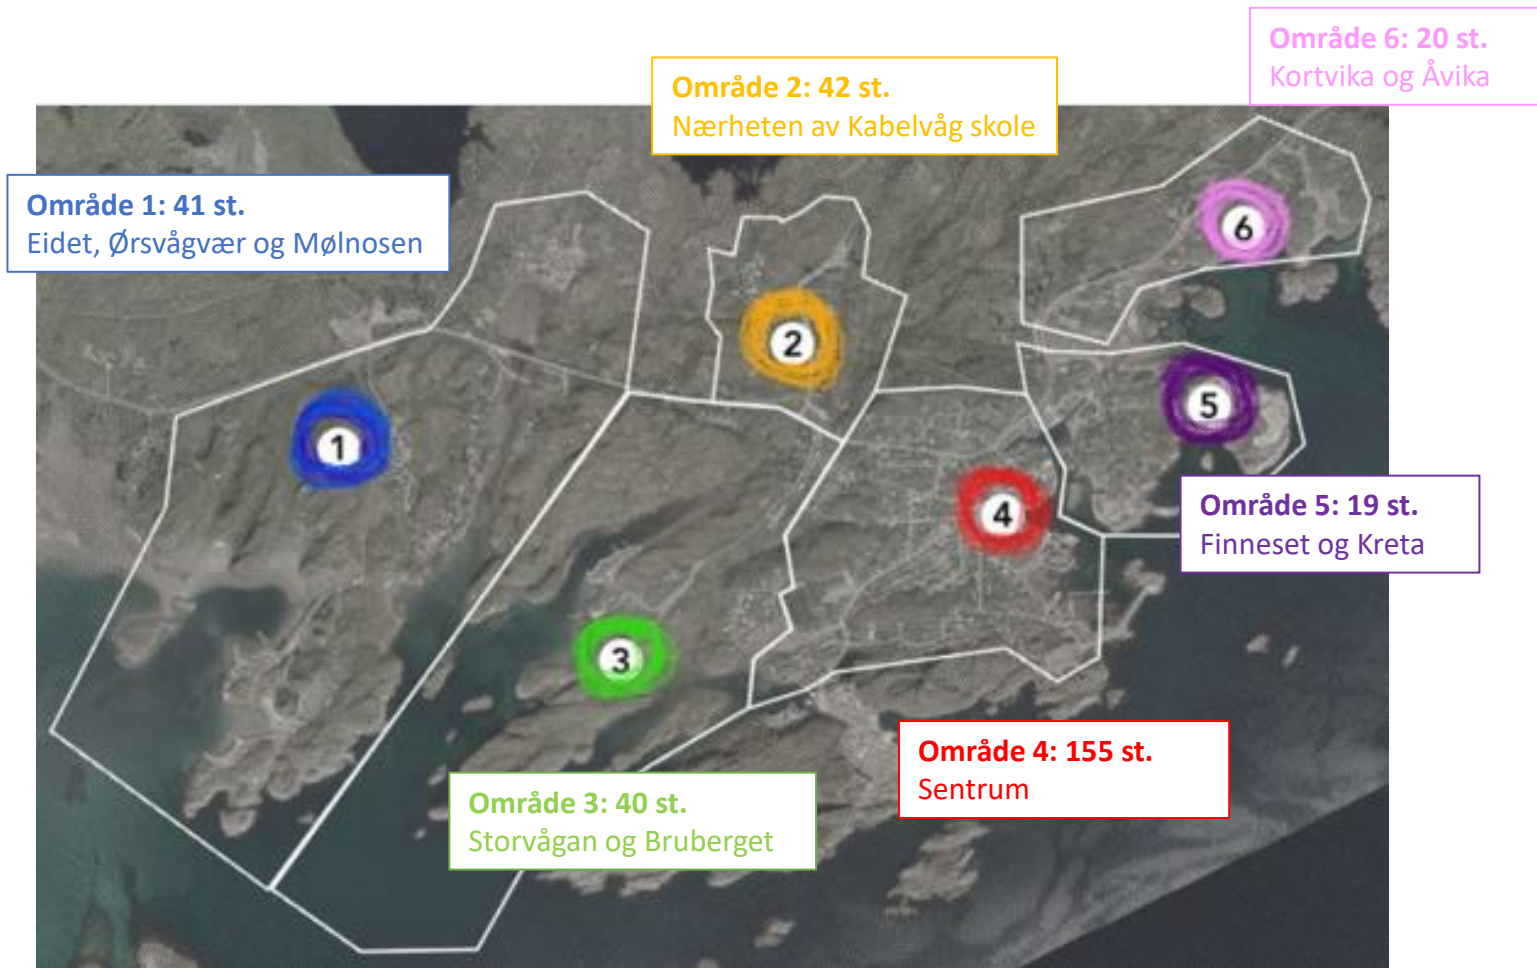 Område 6: 20 st.
Kortvika og Åvika
Område 2: 42 st.
Nærheten av Kabelvåg skole
Område 1: 41 st.
Eidet, Ørsvågvær og Mølnosen
6
2
5
1
4
Område 5: 19 st.
Finneset og Kreta
3
Område 4: 155 st.
Sentrum
Område 3: 40 st.
Storvågan og Bruberget